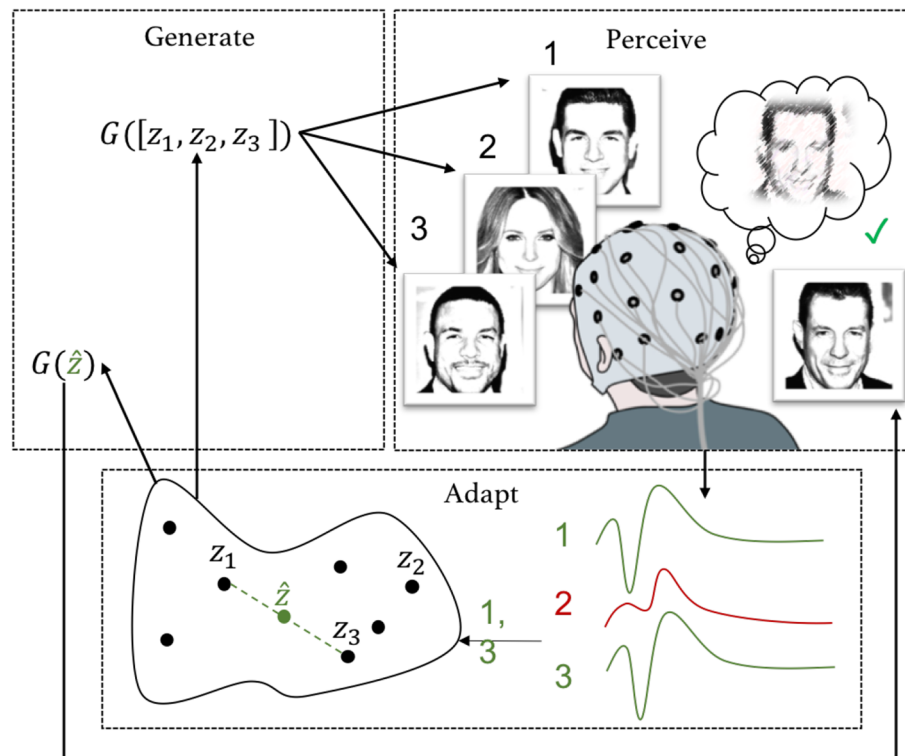 Generate
Perceive
1
G([z₁, z₂, z₃])
2
3
G(ẑ)
Adapt
1
z₁
z₂
ẑ
2
1,
3
z₃
3